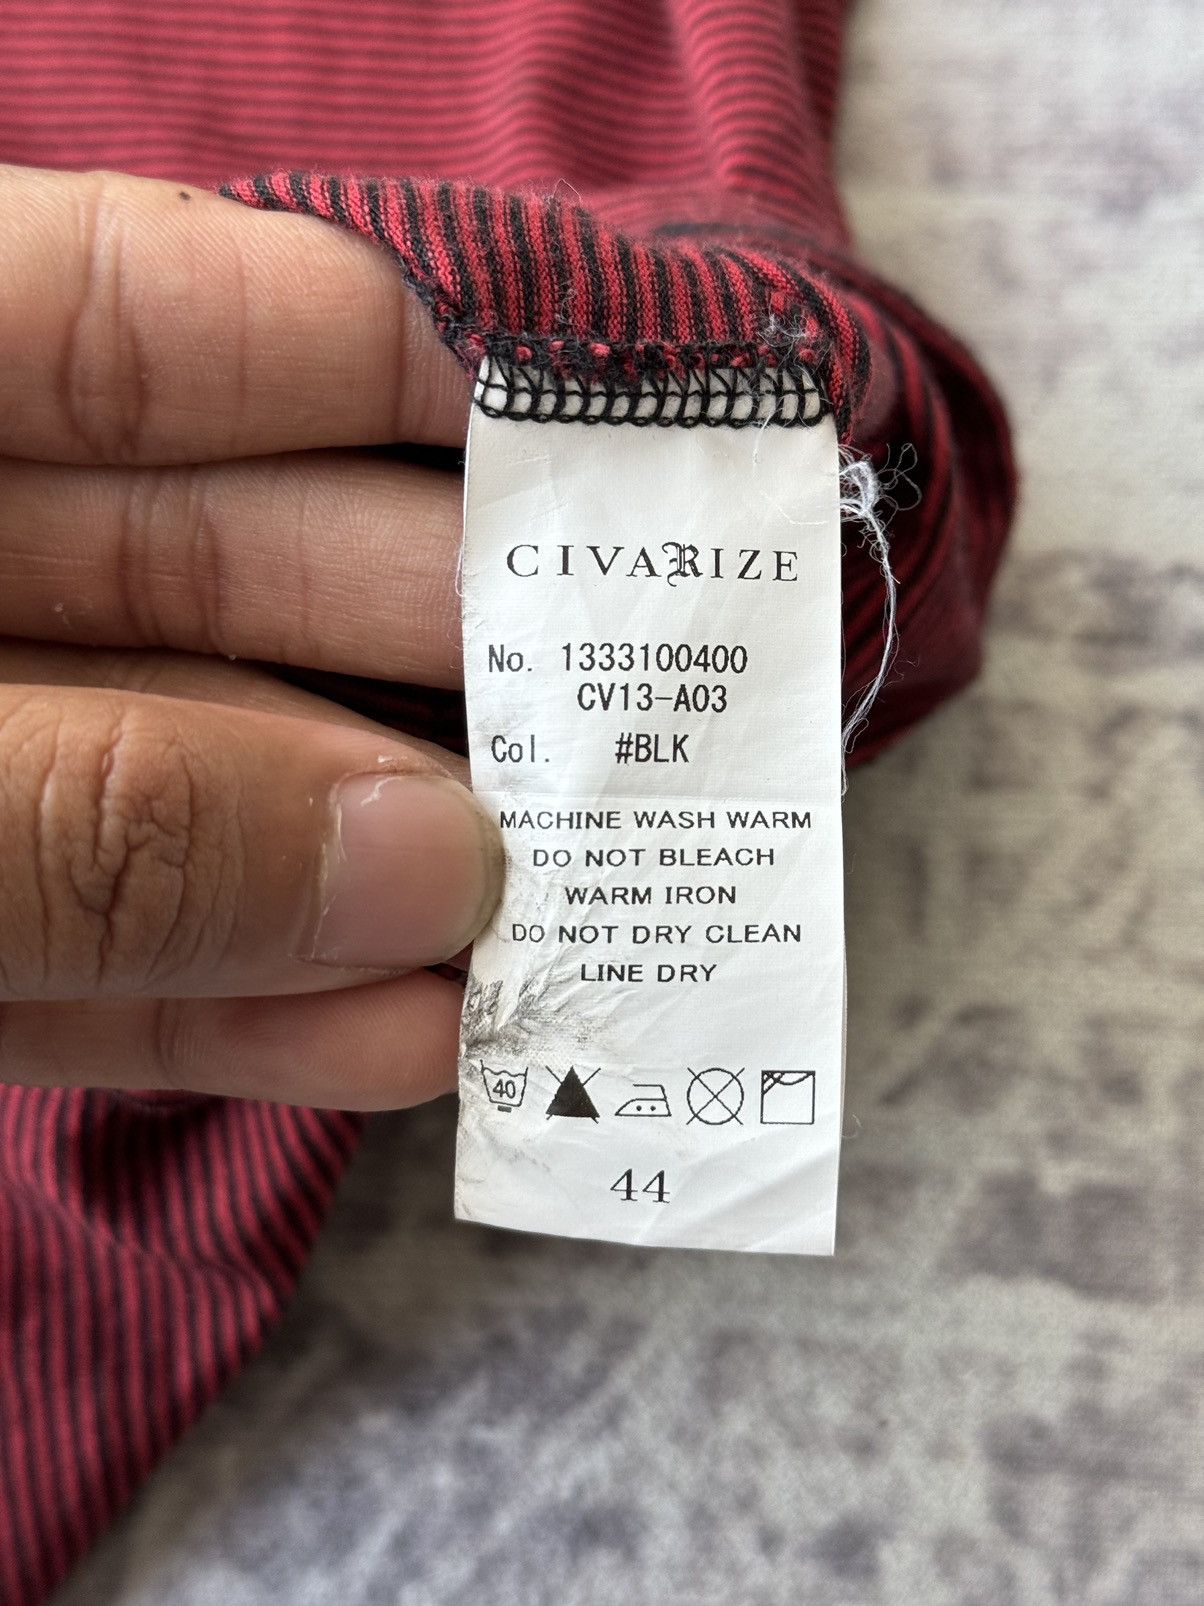 CIVARIZE
No. 1333100400
CV13-A03
Col. #BLK
MACHINE WASH WARM
DO NOT BLEACH
WARM IRON
DO NOT DRY CLEAN
LINE DRY
40
44